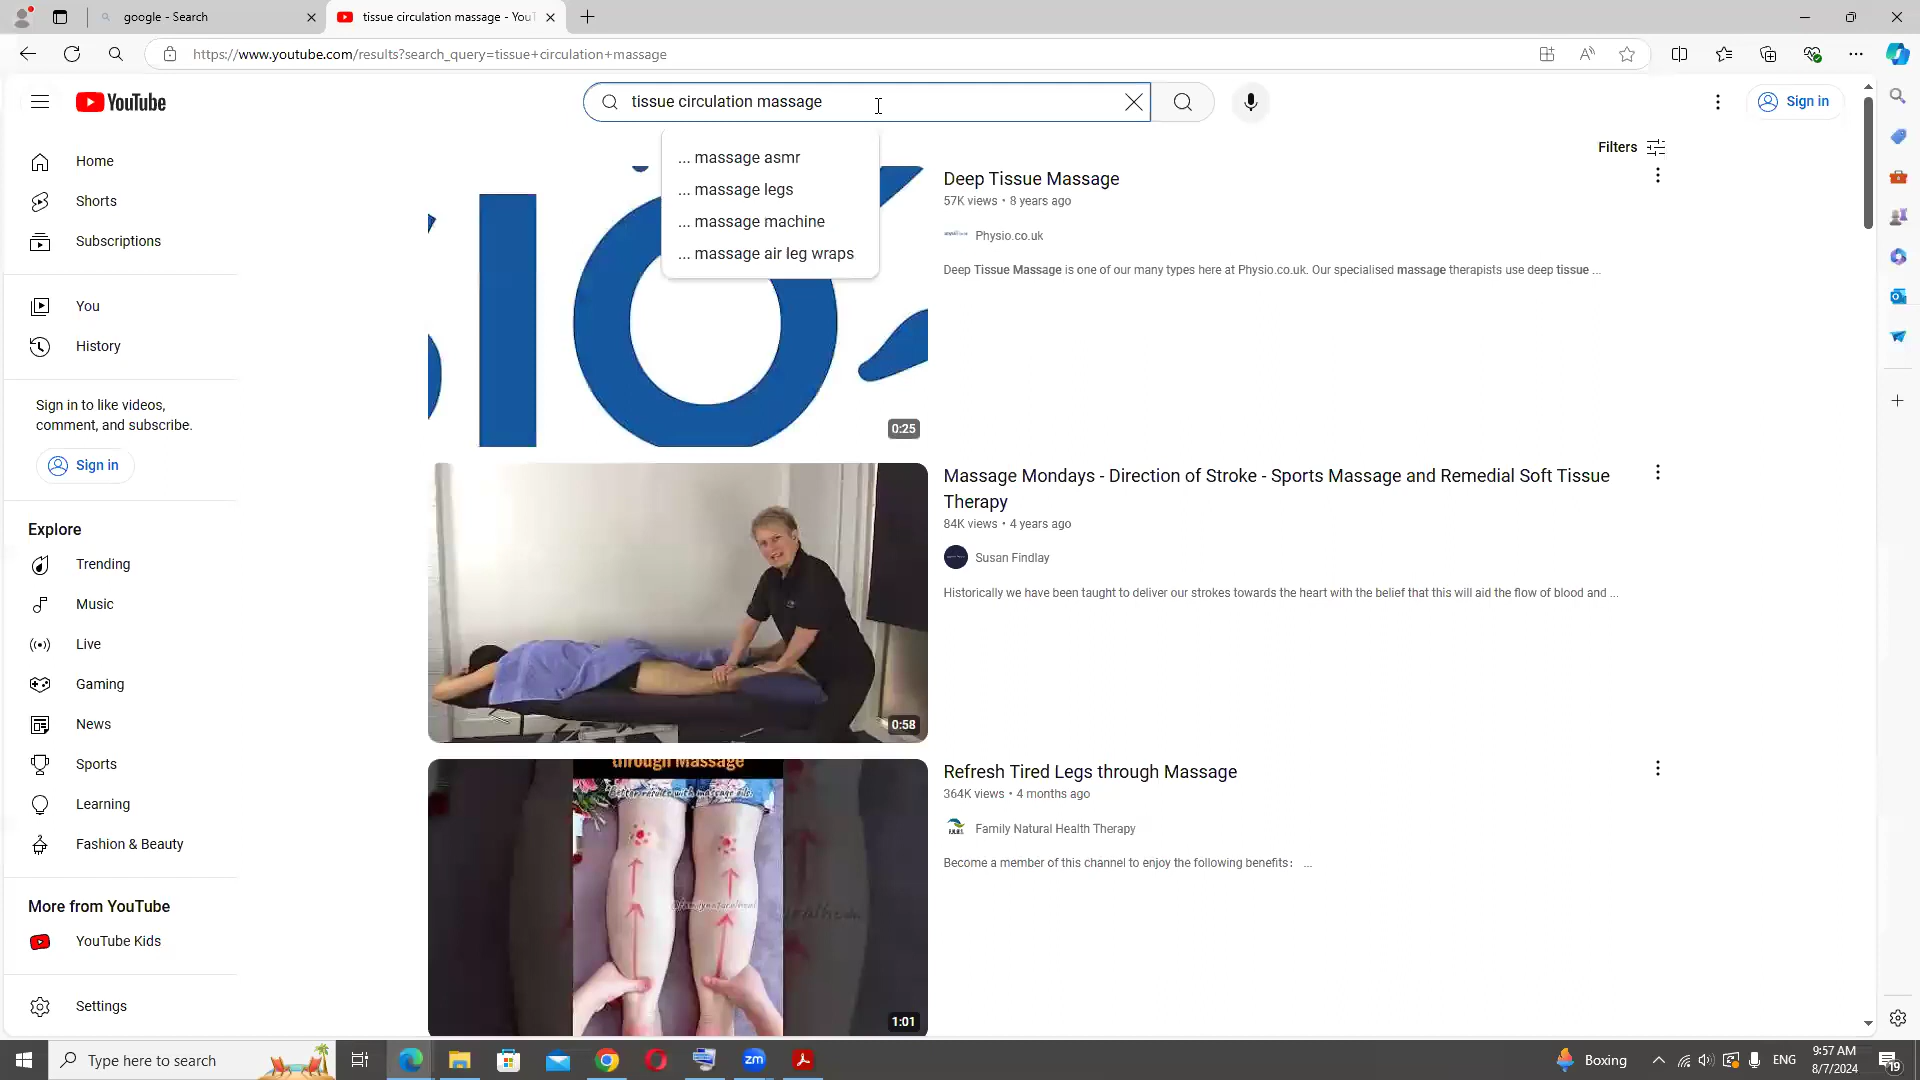 google - Search
tissue circulation massage - YouT
https://www.youtube.com/results?search_query=tissue+circulation+massage
YouTube
tissue circulation massage
Sign in
... massage asmr
... massage legs
... massage machine
... massage air leg wraps
Filters
Home
Shorts
Subscriptions
You
History
Sign in to like videos,
comment, and subscribe.
Sign in
Explore
Trending
Music
Live
Gaming
News
Sports
Learning
Fashion & Beauty
More from YouTube
YouTube Kids
Settings
0:25
Deep Tissue Massage
57K views • 8 years ago
Physio.co.uk
Deep Tissue Massage is one of our many types here at Physio.co.uk. Our specialised massage therapists use deep tissue ...
0:58
Massage Mondays - Direction of Stroke - Sports Massage and Remedial Soft Tissue
Therapy
84K views • 4 years ago
Susan Findlay
Historically we have been taught to deliver our strokes towards the heart with the belief that this will aid the flow of blood and ...
through Massage
Better results with massage oils.
1:01
Refresh Tired Legs through Massage
364K views • 4 months ago
Family Natural Health Therapy
Become a member of this channel to enjoy the following benefits: ...
Type here to search
zm
Boxing
ENG
9:57 AM
8/7/2024
19